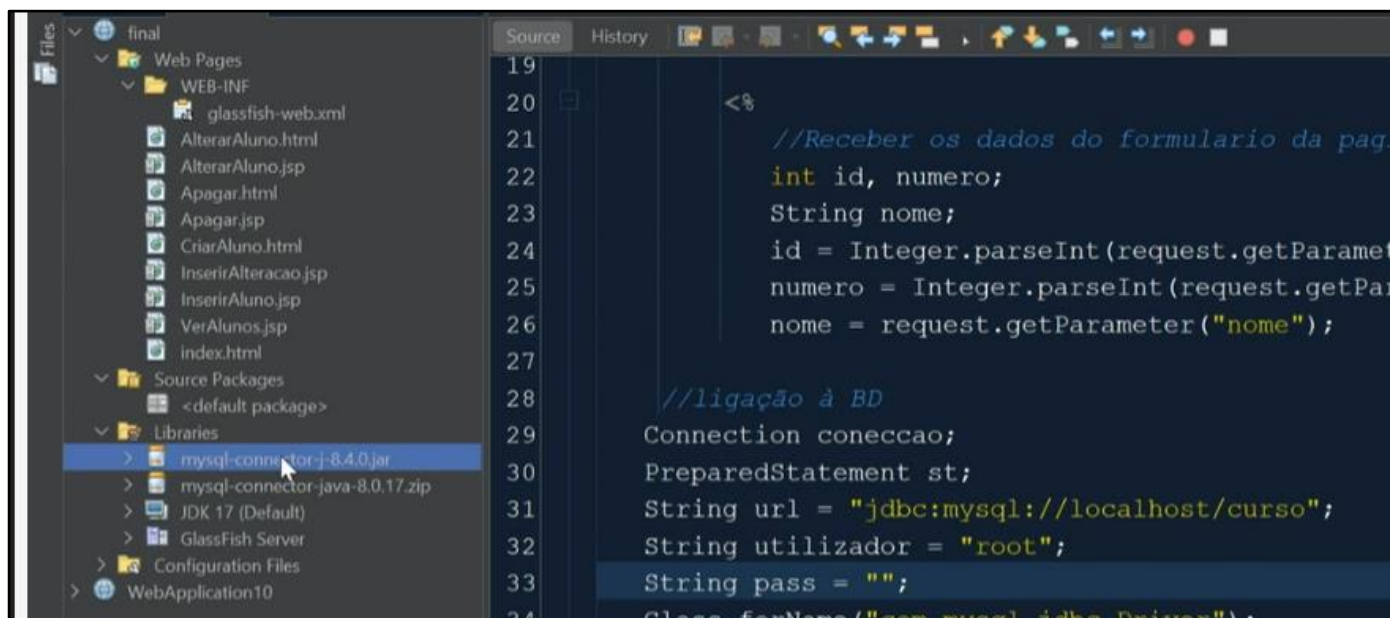 Files
final
Web Pages
WEB-INF
glassfish-web.xml
AlterarAluno.html
AlterarAluno.jsp
Apagar.html
Apagar.jsp
CriarAluno.html
InserirAlteracao.jsp
InserirAluno.jsp
VerAlunos.jsp
index.html
Source Packages
<default package>
Libraries
mysql-connector-j-8.4.0.jar
mysql-connector-java-8.0.17.zip
JDK 17 (Default)
GlassFish Server
Configuration Files
WebApplication10
Source History
19
20 <%
21 //Receber os dados do formulario da pag
22 int id, numero;
23 String nome;
24 id = Integer.parseInt(request.getParamet
25 numero = Integer.parseInt(request.getPar
26 nome = request.getParameter("nome");
27
28 //ligação à BD
29 Connection coneccao;
30 PreparedStatement st;
31 String url = "jdbc:mysql://localhost/curso";
32 String utilizador = "root";
33 String pass = "";